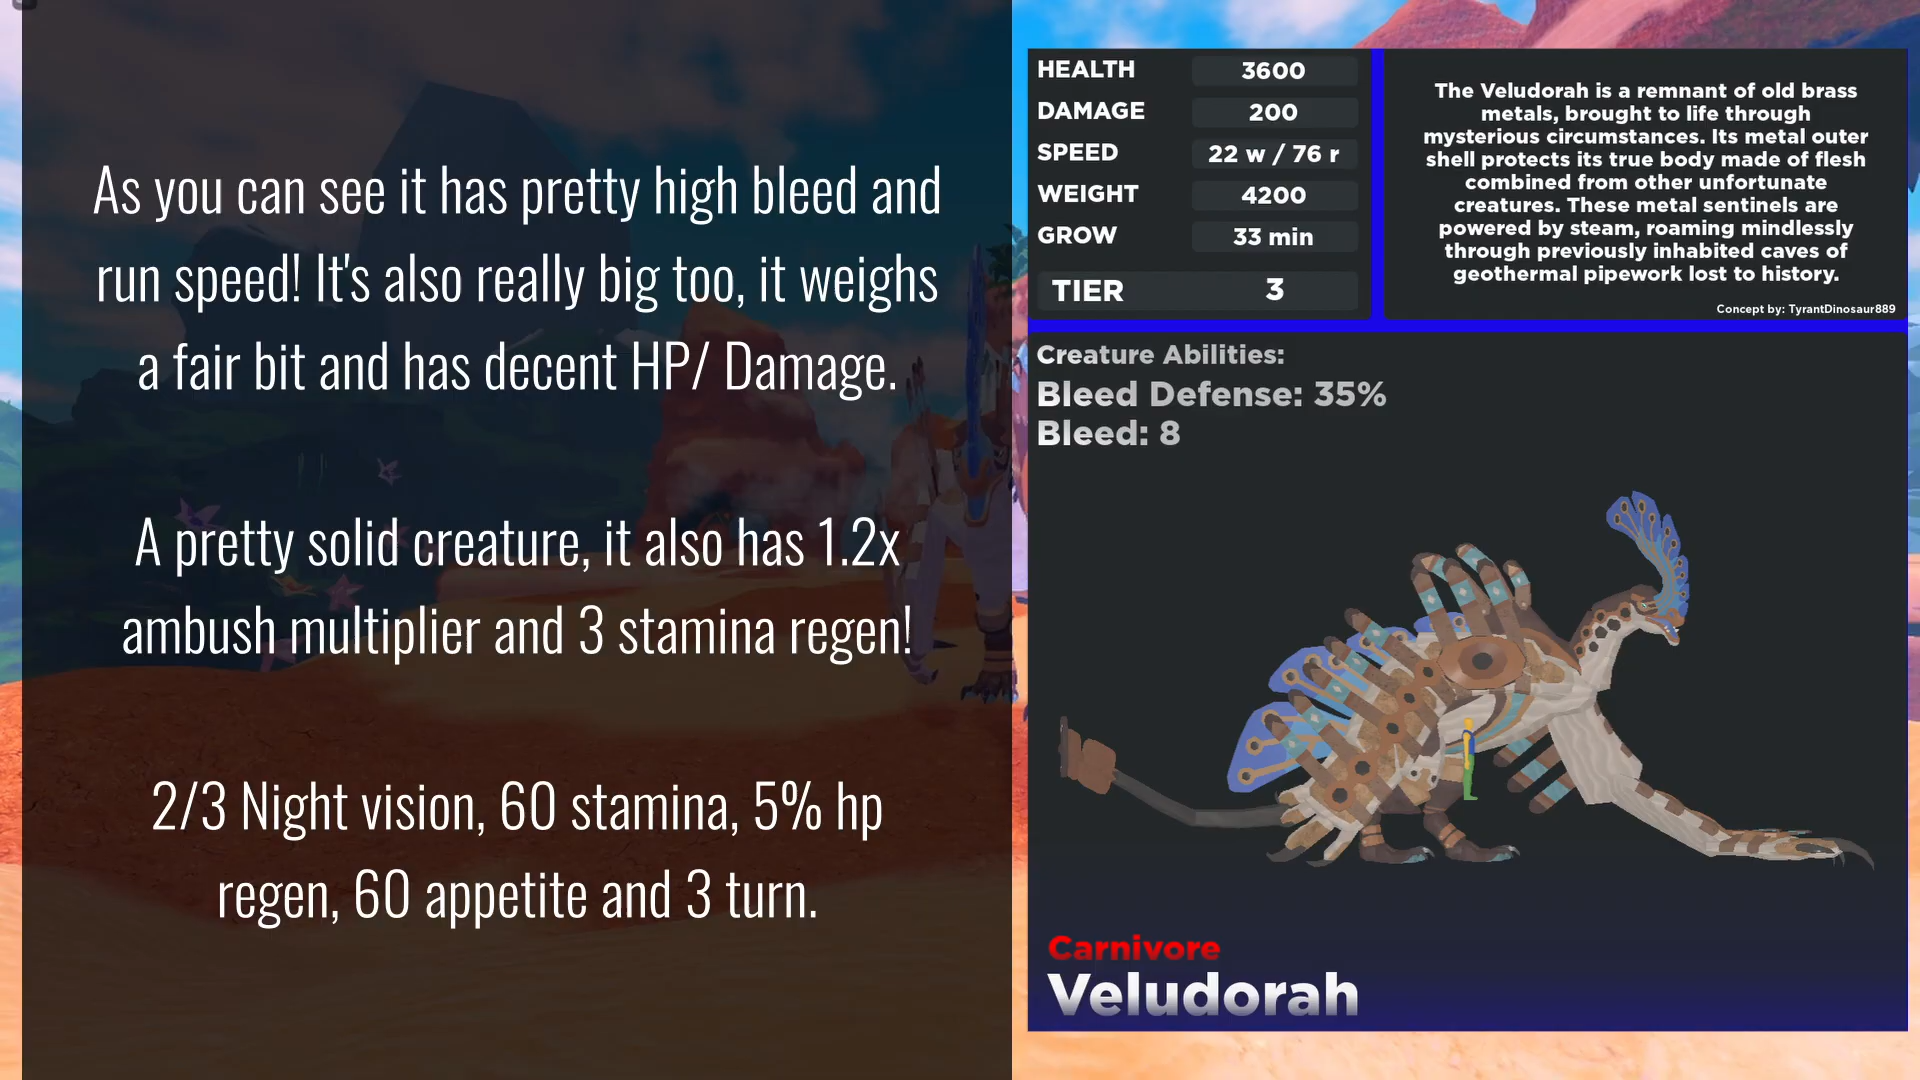 As you can see it has pretty high bleed and
run speed! It's also really big too, it weighs
a fair bit and has decent HP/ Damage.
A pretty solid creature, it also has 1.2x
ambush multiplier and 3 stamina regen!
2/3 Night vision, 60 stamina, 5% hp
regen, 60 appetite and 3 turn.
HEALTH 3600
DAMAGE 200
SPEED 22 w / 76 r
WEIGHT 4200
GROW 33 min
TIER 3
The Veludorah is a remnant of old brass
metals, brought to life through
mysterious circumstances. Its metal outer
shell protects its true body made of flesh
combined from other unfortunate
creatures. These metal sentinels are
powered by steam, roaming mindlessly
through previously inhabited caves of
geothermal pipework lost to history.
Concept by: TyrantDinosaur889
Creature Abilities:
Bleed Defense: 35%
Bleed: 8
Carnivore
Veludorah